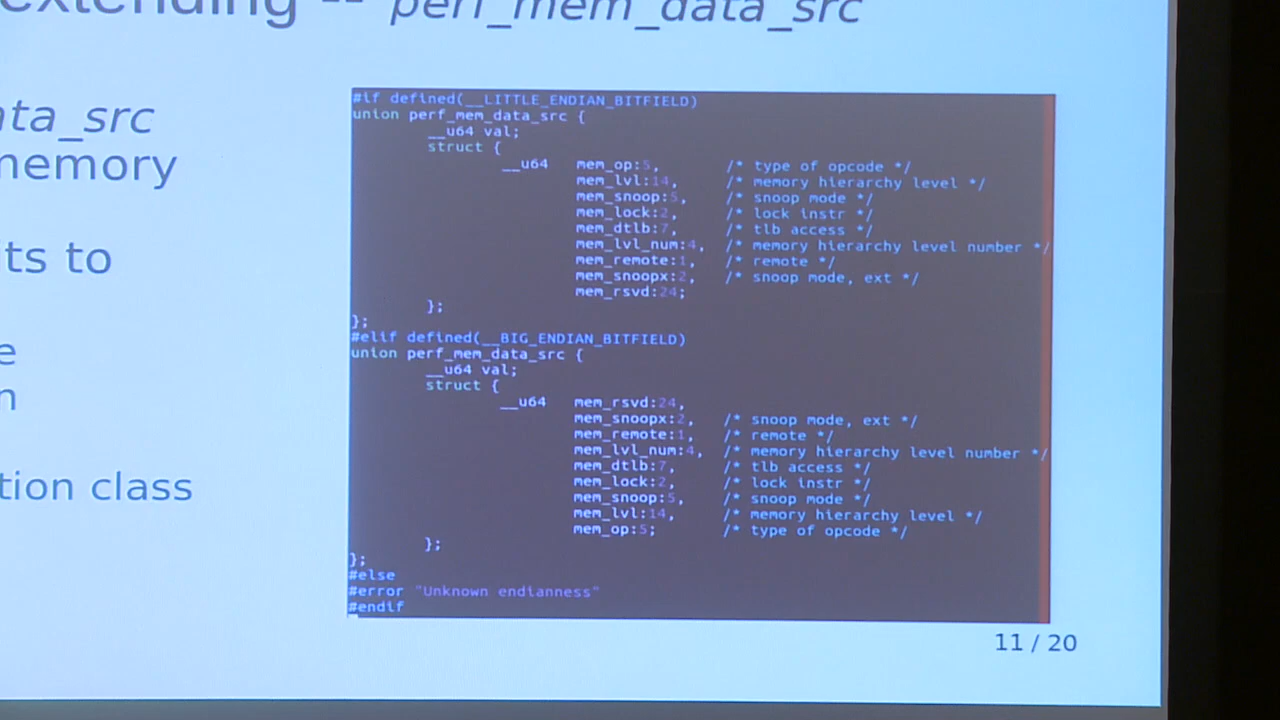 extending -- perf_mem_data_src
data_src
memory
ts to
e
n
tion class
#if defined(__LITTLE_ENDIAN_BITFIELD)
union perf_mem_data_src {
__u64 val;
struct {
__u64 mem_op:5, /* type of opcode */
mem_lvl:14, /* memory hierarchy level */
mem_snoop:5, /* snoop mode */
mem_lock:2, /* lock instr */
mem_dtlb:7, /* tlb access */
mem_lvl_num:4, /* memory hierarchy level number */
mem_remote:1, /* remote */
mem_snoopx:2, /* snoop mode, ext */
mem_rsvd:24;
};
};
#elif defined(__BIG_ENDIAN_BITFIELD)
union perf_mem_data_src {
__u64 val;
struct {
__u64 mem_rsvd:24,
mem_snoopx:2, /* snoop mode, ext */
mem_remote:1, /* remote */
mem_lvl_num:4, /* memory hierarchy level number */
mem_dtlb:7, /* tlb access */
mem_lock:2, /* lock instr */
mem_snoop:5, /* snoop mode */
mem_lvl:14, /* memory hierarchy level */
mem_op:5; /* type of opcode */
};
};
#else
#error "Unknown endianness"
#endif
11 / 20